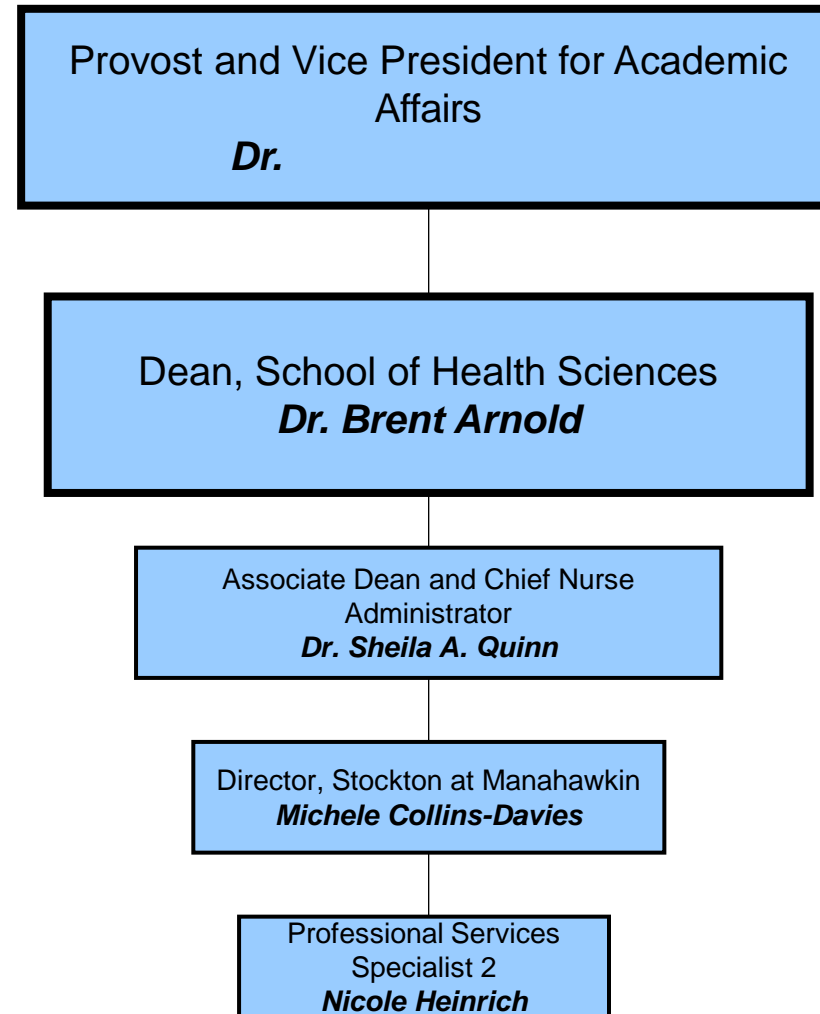 Provost and Vice President for Academic
Affairs
Dr.
Dean, School of Health Sciences
Dr. Brent Arnold
Associate Dean and Chief Nurse
Administrator
Dr. Sheila A. Quinn
Director, Stockton at Manahawkin
Michele Collins-Davies
Professional Services
Specialist 2
Nicole Heinrich